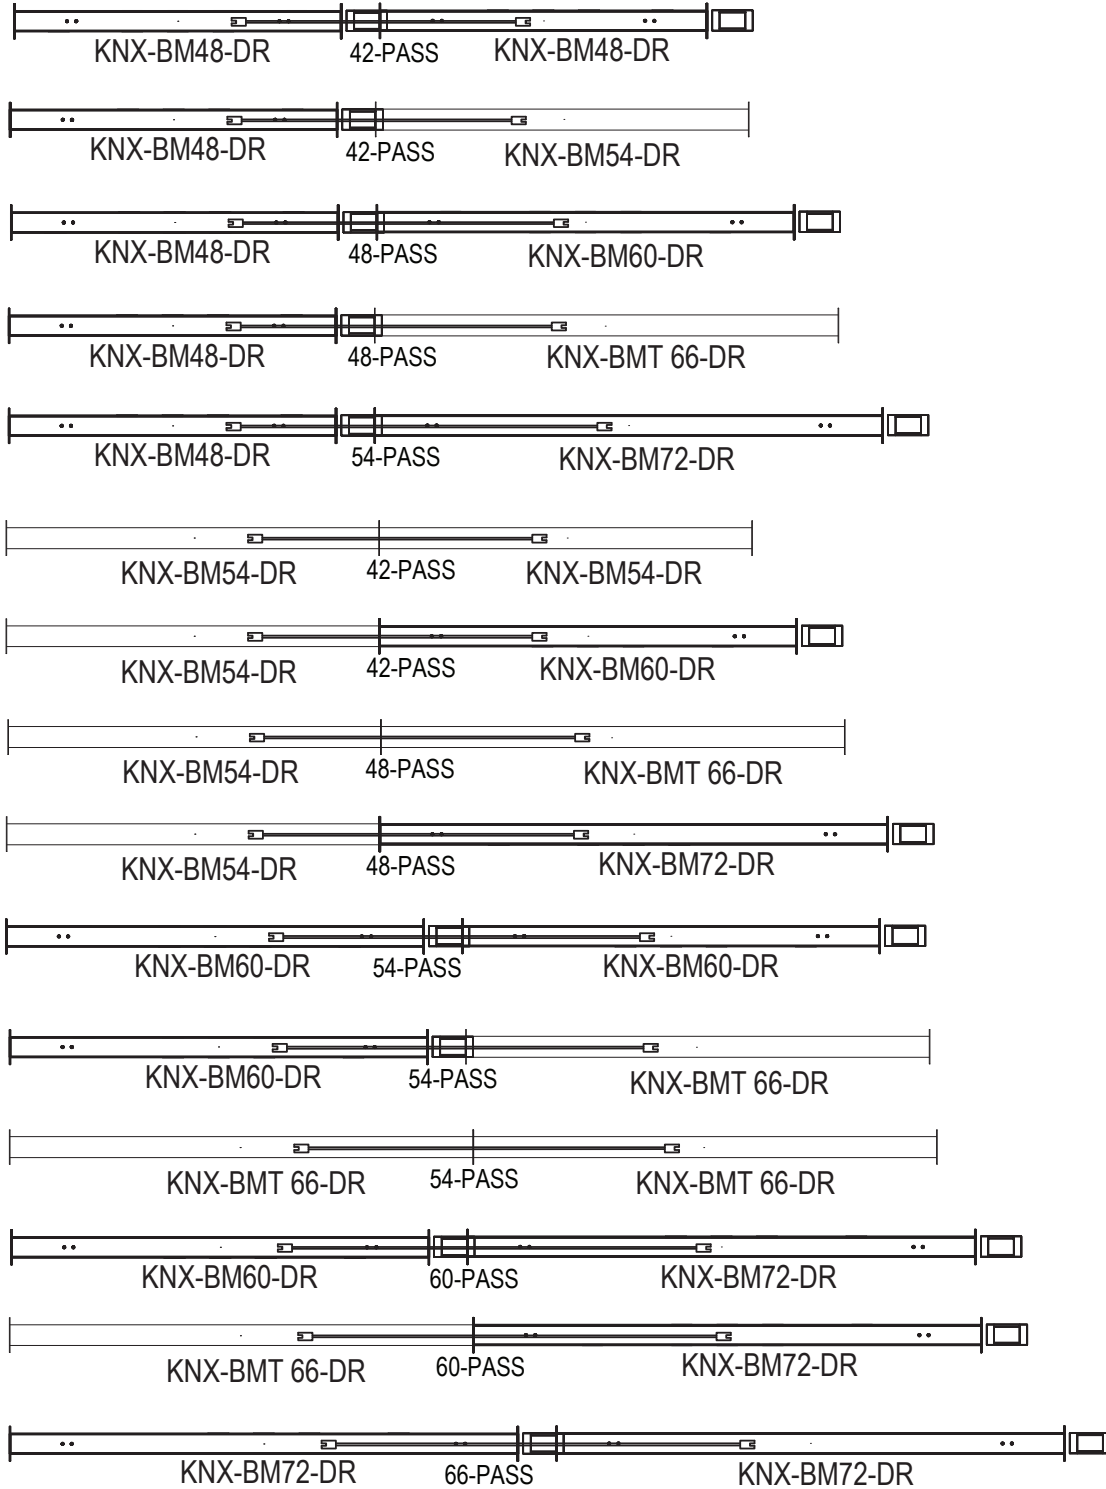 KNX-BM48-DR 42-PASS KNX-BM48-DR
KNX-BM48-DR 42-PASS KNX-BM54-DR
KNX-BM48-DR 48-PASS KNX-BM60-DR
KNX-BM48-DR 48-PASS KNX-BMT 66-DR
KNX-BM48-DR 54-PASS KNX-BM72-DR
KNX-BM54-DR 42-PASS KNX-BM54-DR
KNX-BM54-DR 42-PASS KNX-BM60-DR
KNX-BM54-DR 48-PASS KNX-BMT 66-DR
KNX-BM54-DR 48-PASS KNX-BM72-DR
KNX-BM60-DR 54-PASS KNX-BM60-DR
KNX-BM60-DR 54-PASS KNX-BMT 66-DR
KNX-BMT 66-DR 54-PASS KNX-BMT 66-DR
KNX-BM60-DR 60-PASS KNX-BM72-DR
KNX-BMT 66-DR 60-PASS KNX-BM72-DR
KNX-BM72-DR 66-PASS KNX-BM72-DR